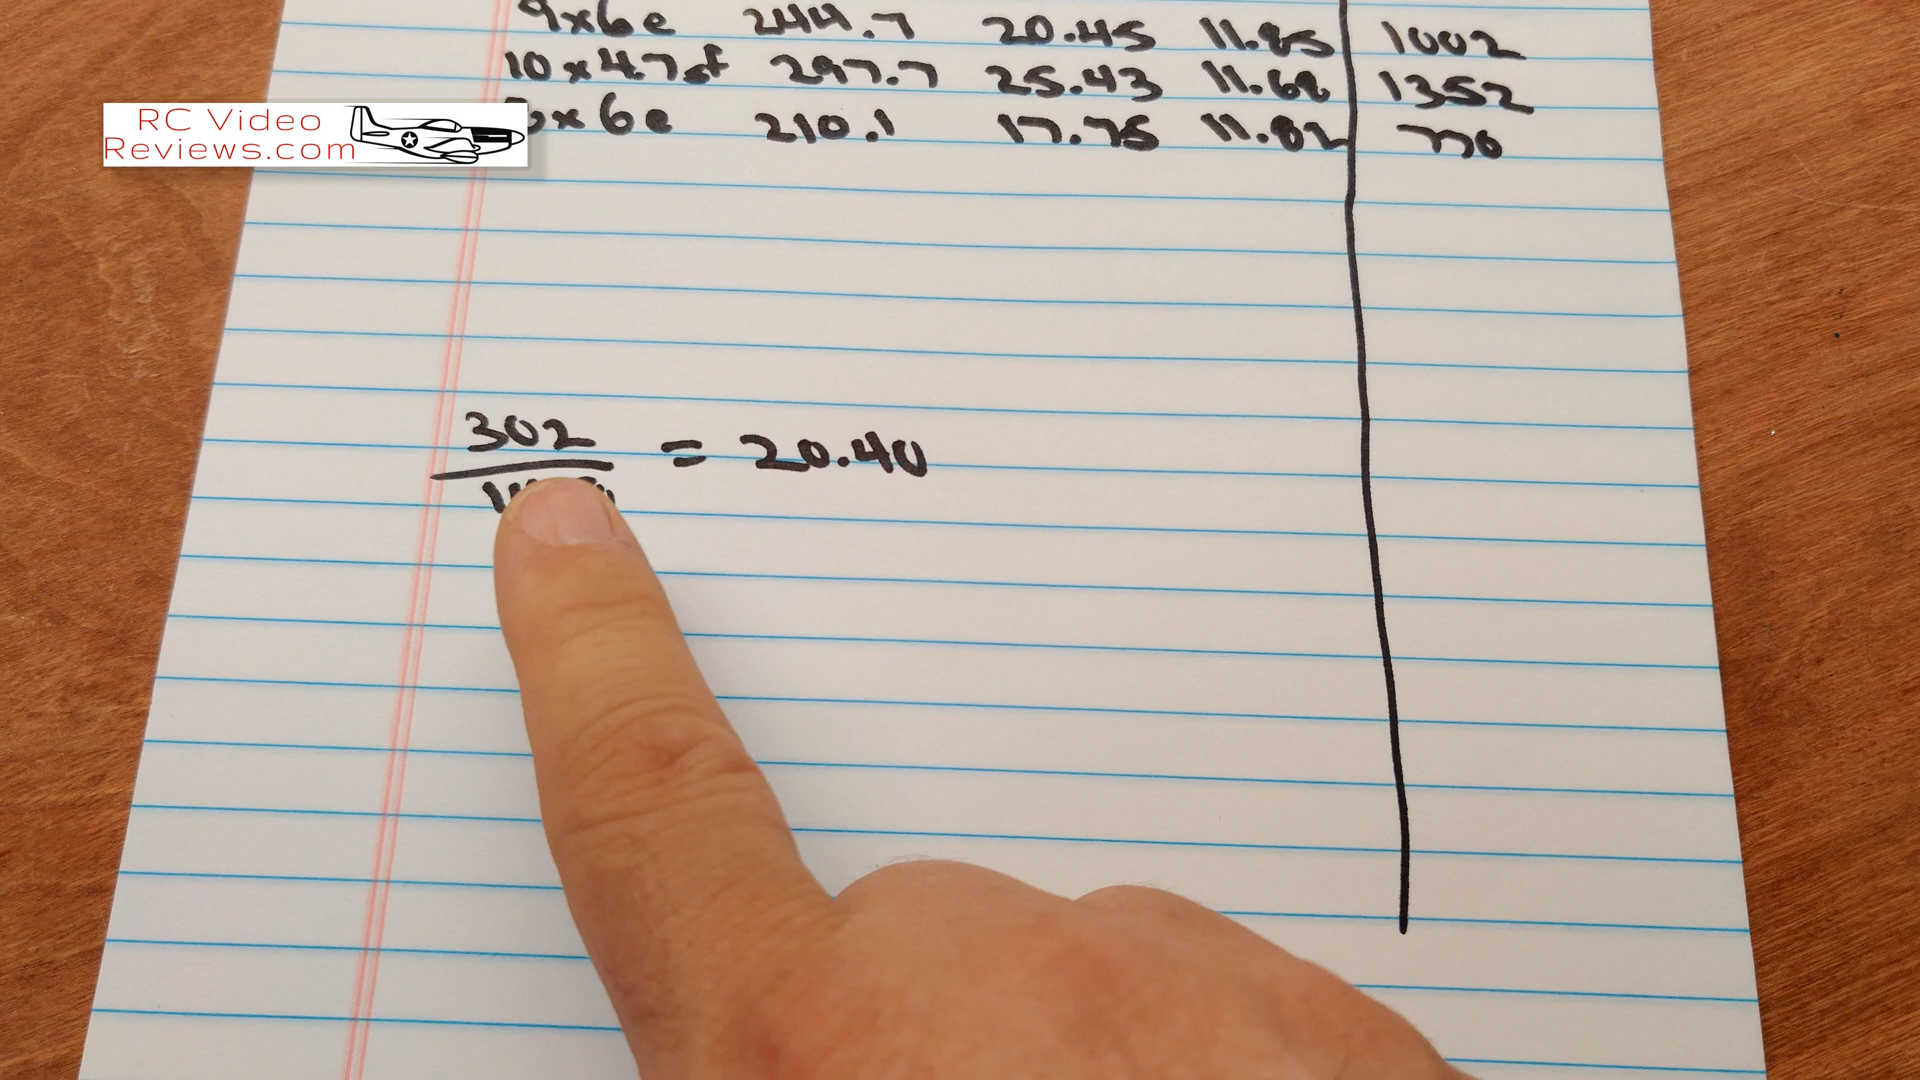 9x6e 244.7 20.45 11.85 1002
10x4.7sf 297.7 25.43 11.68 1352
x6e 210.1 17.75 11.82 770
RC Video
Reviews.com
302 = 20.40